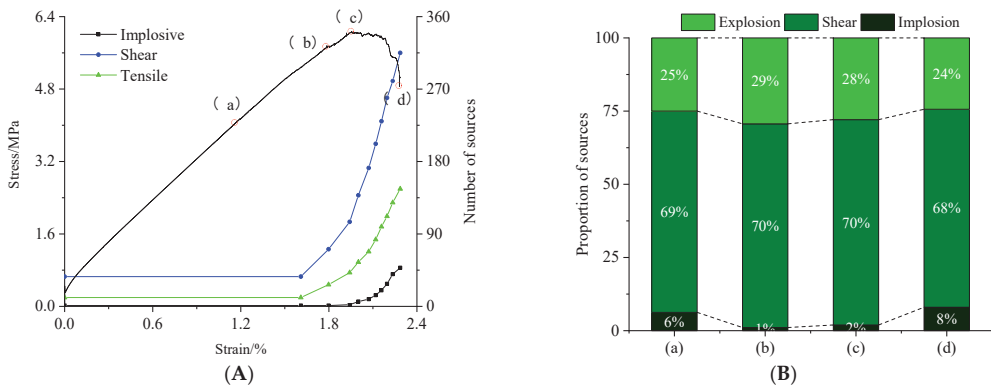 6.4
4.8
3.2
1.6
0.0
Stress/MPa
Implosive
Shear
Tensile
( a)
( b)
( c)
( d)
360
270
180
90
0
Number of sources
0.0 0.6 1.2 1.8 2.4
Strain/%
(A)
Explosion Shear Implosion
100
75
50
25
0
Proportion of sources
25% 29% 28% 24%
69% 70% 70% 68%
6% 1% 2% 8%
(a) (b) (c) (d)
(B)